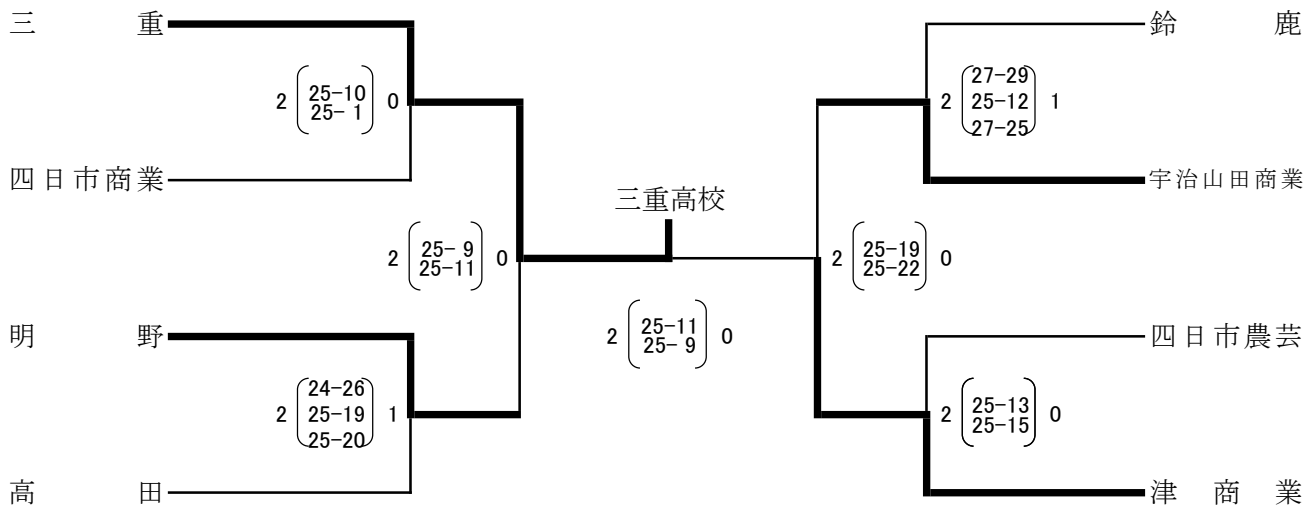 三重
鈴鹿
2 25-10 0
25- 1
2 27-29 1
25-12
27-25
四日市商業
宇治山田商業
三重高校
2 25- 9 0
25-11
2 25-19 0
25-22
明野
四日市農芸
2 25-11 0
25- 9
2 24-26 1
25-19
25-20
2 25-13 0
25-15
高田
津商業